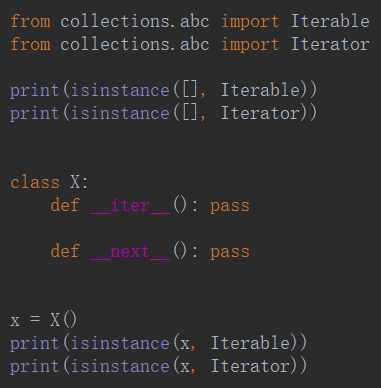 from collections.abc import Iterable
from collections.abc import Iterator
print(isinstance([], Iterable))
print(isinstance([], Iterator))
class X:
    def __iter__(): pass
    def __next__(): pass
x = X()
print(isinstance(x, Iterable))
print(isinstance(x, Iterator))